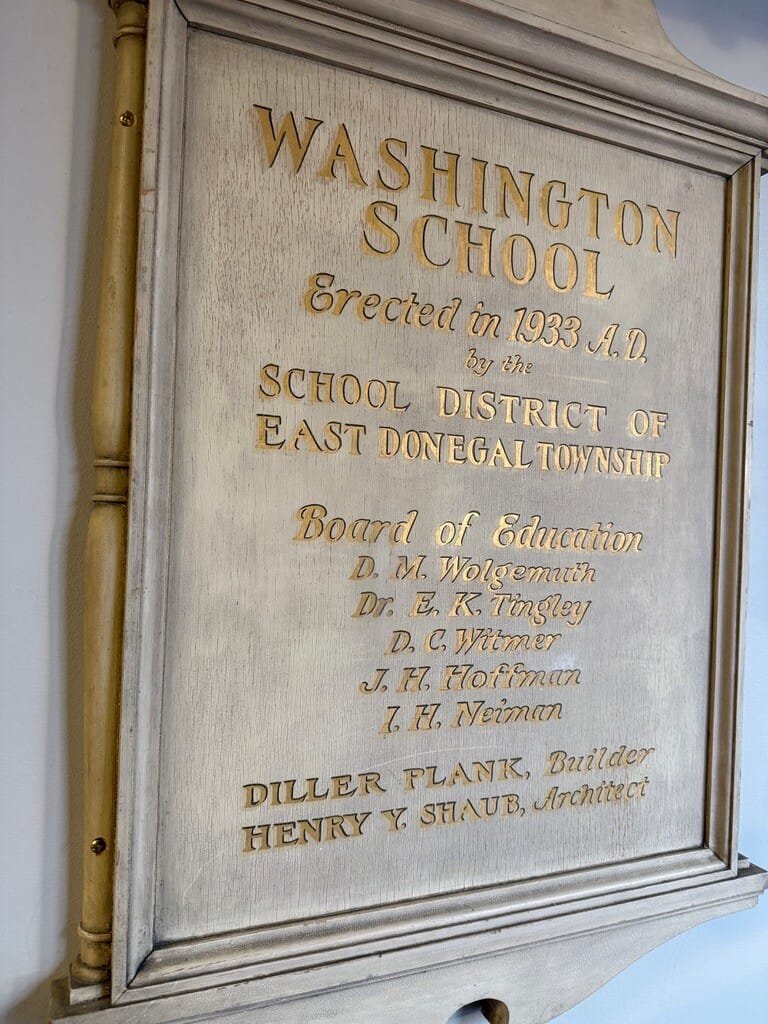 WASHINGTON
SCHOOL
Erected in 1933 A.D.
by the
SCHOOL DISTRICT OF
EAST DONEGAL TOWNSHIP
Board of Education
D. M. Wolgemuth
Dr. E. K. Tingley
D. C. Witmer
J. H. Hoffman
I. H. Neiman
DILLER PLANK, Builder
HENRY Y. SHAUB, Architect